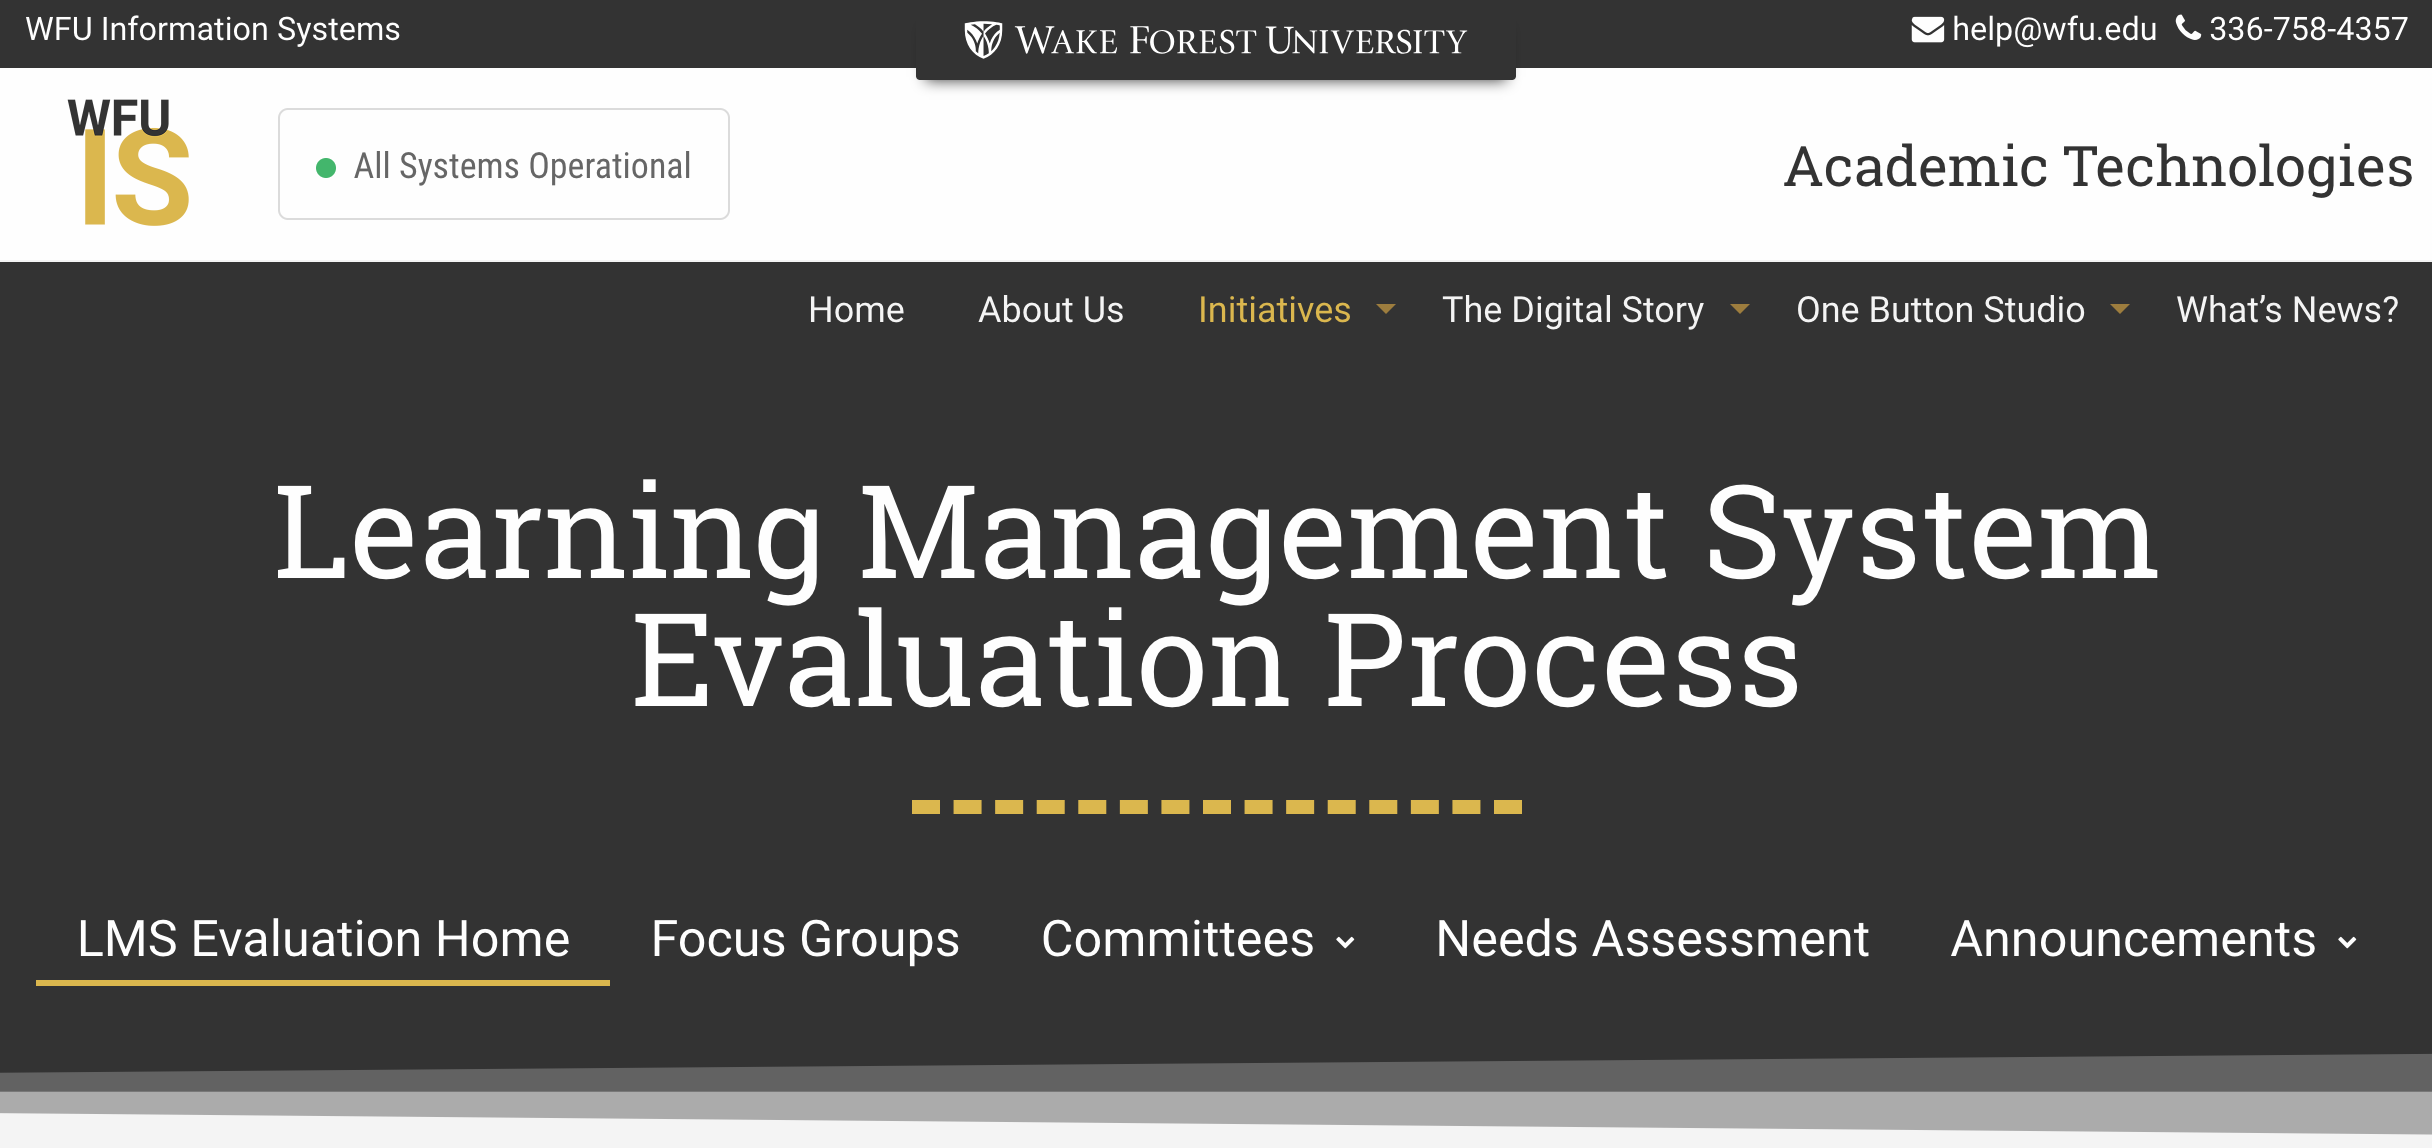 WFU Information Systems
WAKE FOREST UNIVERSITY
help@wfu.edu 336-758-4357
WFU
IS
All Systems Operational
Academic Technologies
Home About Us Initiatives The Digital Story One Button Studio What’s News?
Learning Management System
Evaluation Process
LMS Evaluation Home Focus Groups Committees Needs Assessment Announcements